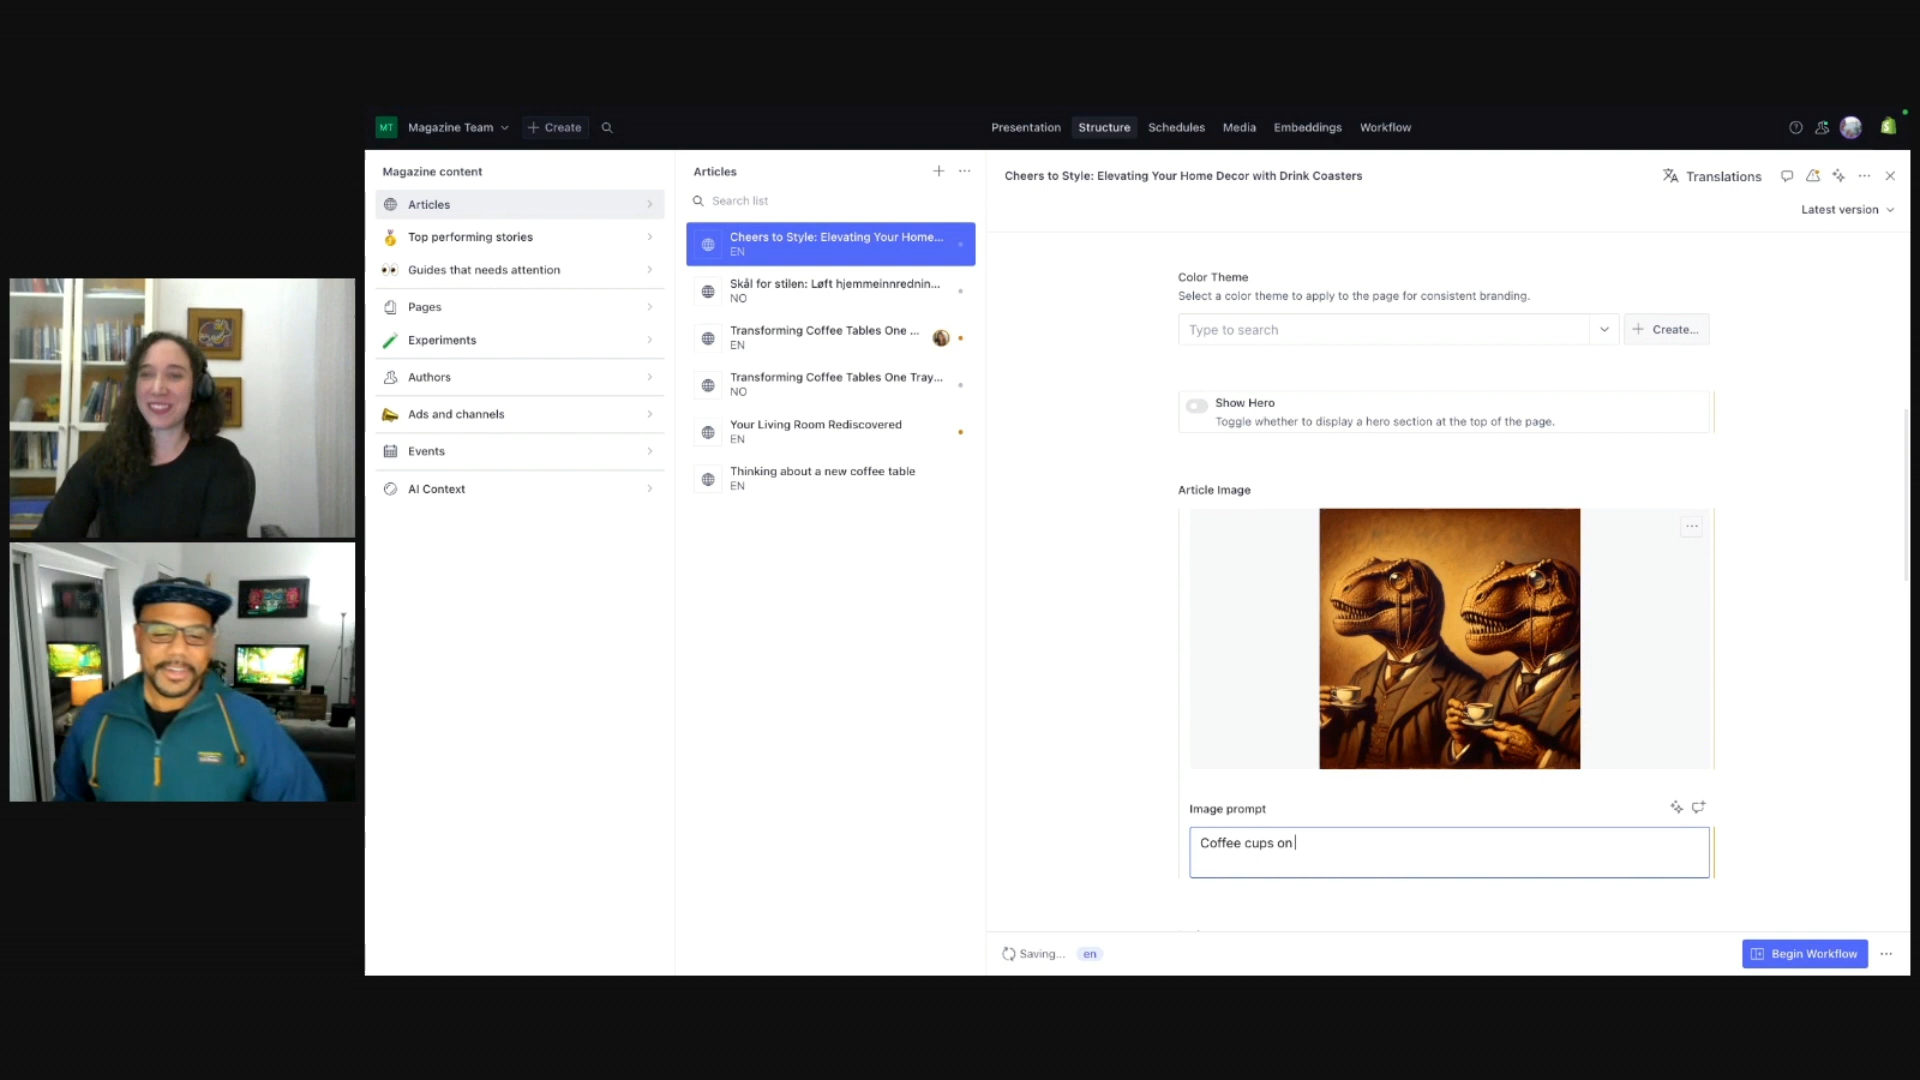 MT Magazine Team Create
Presentation Structure Schedules Media Embeddings Workflow
Magazine content
Articles
Top performing stories
Guides that needs attention
Pages
Experiments
Authors
Ads and channels
Events
AI Context
Articles
Search list
Cheers to Style: Elevating Your Home...
EN
Skål for stilen: Løft hjemmeinnrednin...
NO
Transforming Coffee Tables One ...
EN
Transforming Coffee Tables One Tray...
NO
Your Living Room Rediscovered
EN
Thinking about a new coffee table
EN
Cheers to Style: Elevating Your Home Decor with Drink Coasters
Translations
Latest version
Color Theme
Select a color theme to apply to the page for consistent branding.
Type to search
Create...
Show Hero
Toggle whether to display a hero section at the top of the page.
Article Image
Image prompt
Coffee cups on
Saving... en
Begin Workflow